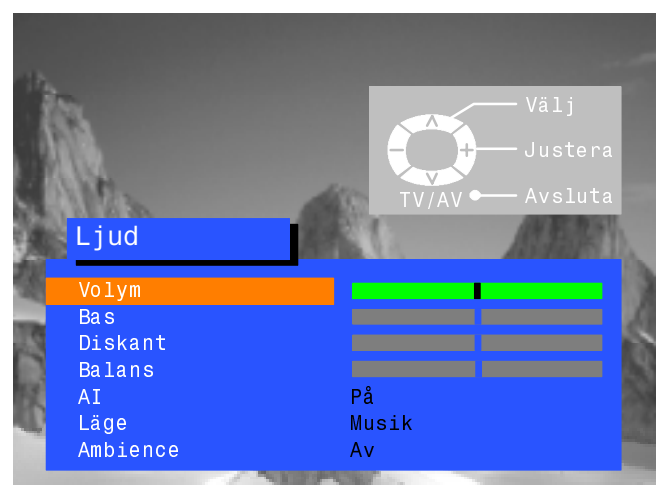 Välj
Justera
TV/AV Avsluta
Ljud
Volym
Bas
Diskant
Balans
AI På
Läge Musik
Ambience Av